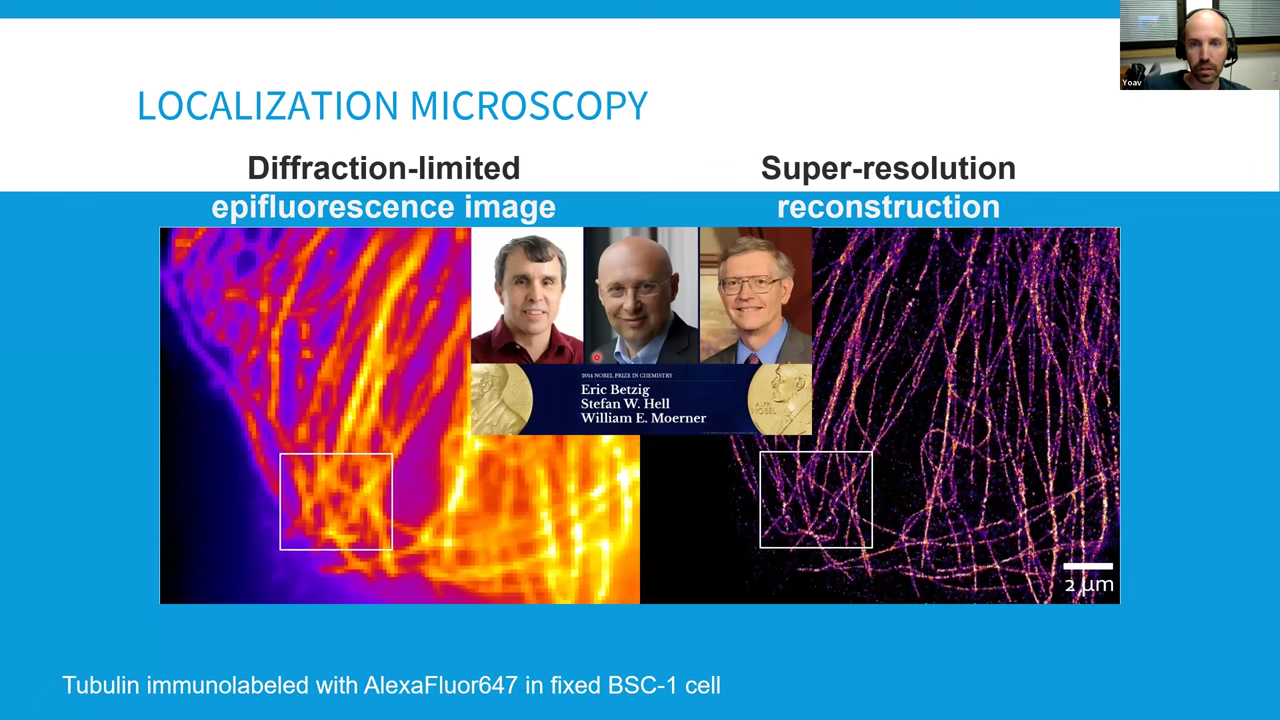 Yoav
LOCALIZATION MICROSCOPY
Diffraction-limited
epifluorescence image
Super-resolution
reconstruction
2014 NOBEL PRIZE IN CHEMISTRY
Eric Betzig
Stefan W. Hell
William E. Moerner
2 µm
Tubulin immunolabeled with AlexaFluor647 in fixed BSC-1 cell